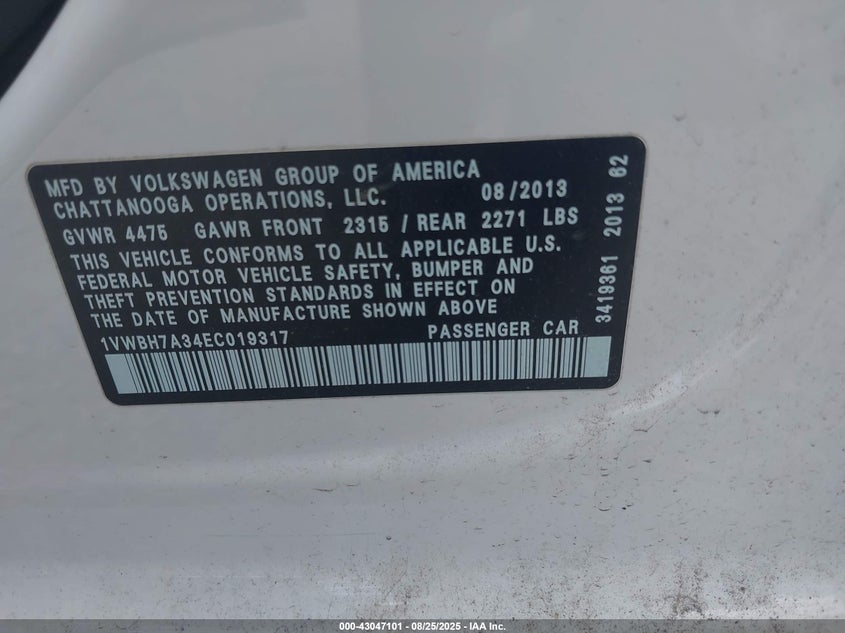 MFD BY VOLKSWAGEN GROUP OF AMERICA
CHATTANOOGA OPERATIONS, LLC. 08/2013
GVWR 4475 GAWR FRONT 2315 / REAR 2271 LBS
THIS VEHICLE CONFORMS TO ALL APPLICABLE U.S.
FEDERAL MOTOR VEHICLE SAFETY, BUMPER AND
THEFT PREVENTION STANDARDS IN EFFECT ON
THE DATE OF MANUFACTURE SHOWN ABOVE
1VWBH7A34EC019317 PASSENGER CAR
3419361 2013 62
000-43047101 - 08/25/2025 - IAA Inc.